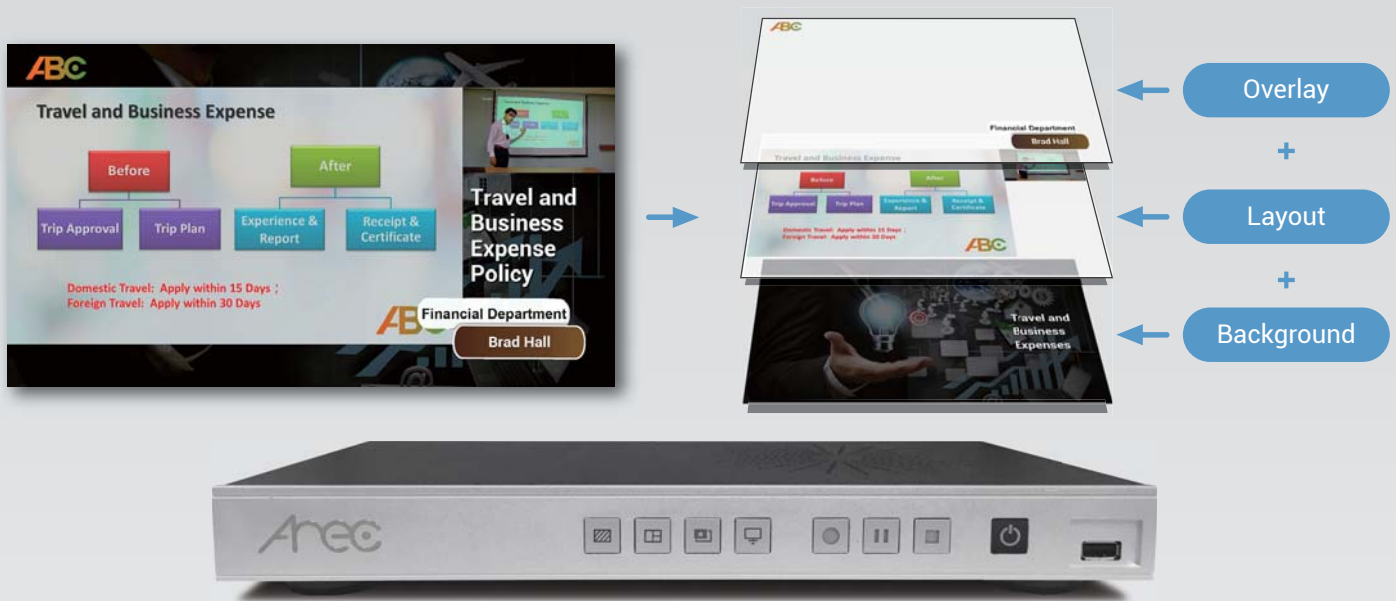 ABC
Travel and Business Expense
Before
After
Trip Approval
Trip Plan
Experience &
Report
Receipt &
Certificate
Domestic Travel: Apply within 15 Days ;
Foreign Travel: Apply within 30 Days
Travel and
Business
Expense
Policy
ABC
Financial Department
Brad Hall
ABC
Financial Department
Brad Hall
Travel and Business Expense
Before
After
Trip Approval
Trip Plan
Experience &
Report
Receipt &
Certificate
Domestic Travel: Apply within 15 Days ;
Foreign Travel: Apply within 30 Days
ABC
Travel and
Business
Expenses
Overlay
+
Layout
+
Background
Arec